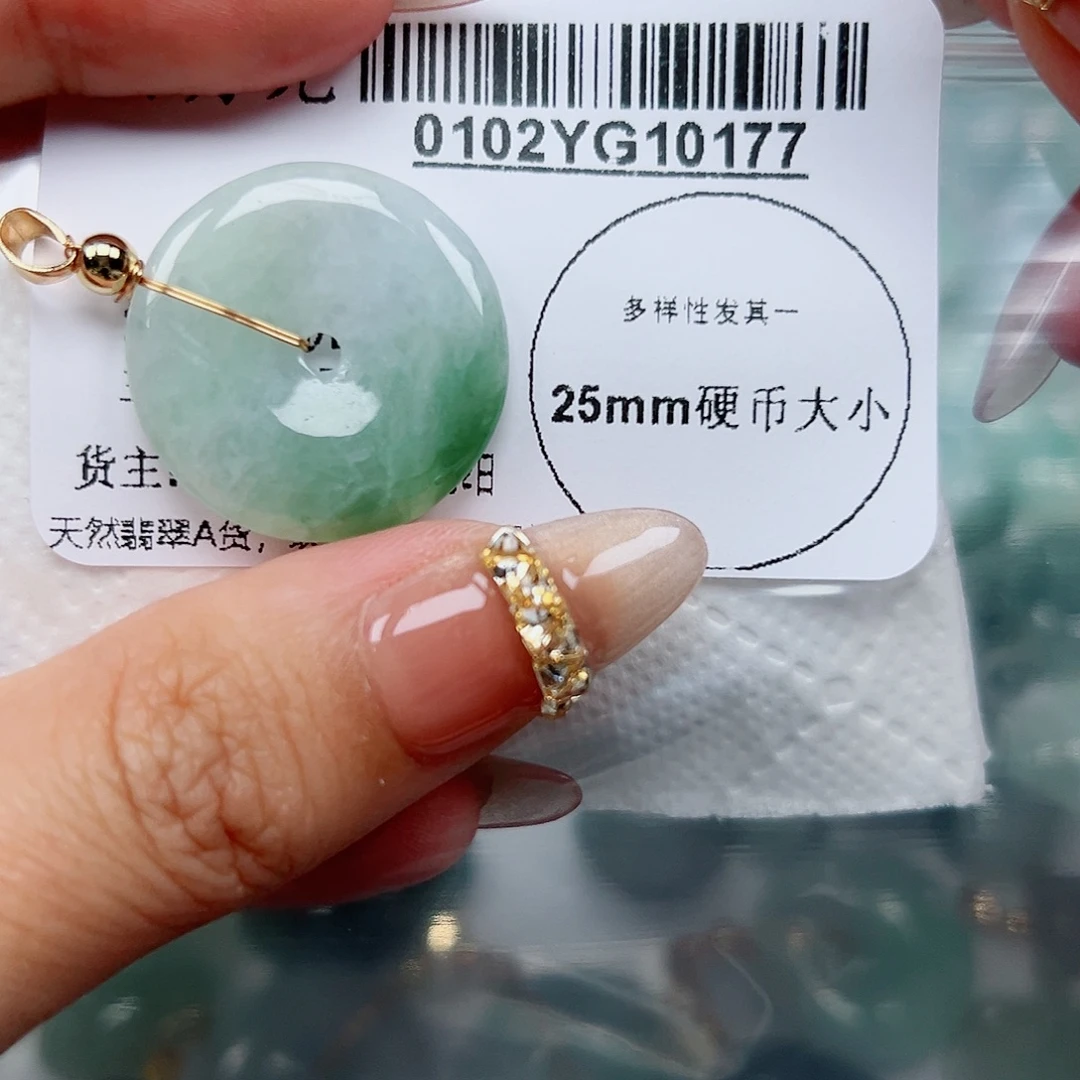 0102YG10177
多样性发其一
25mm硬币大小
货主:
天然翡翠A货,